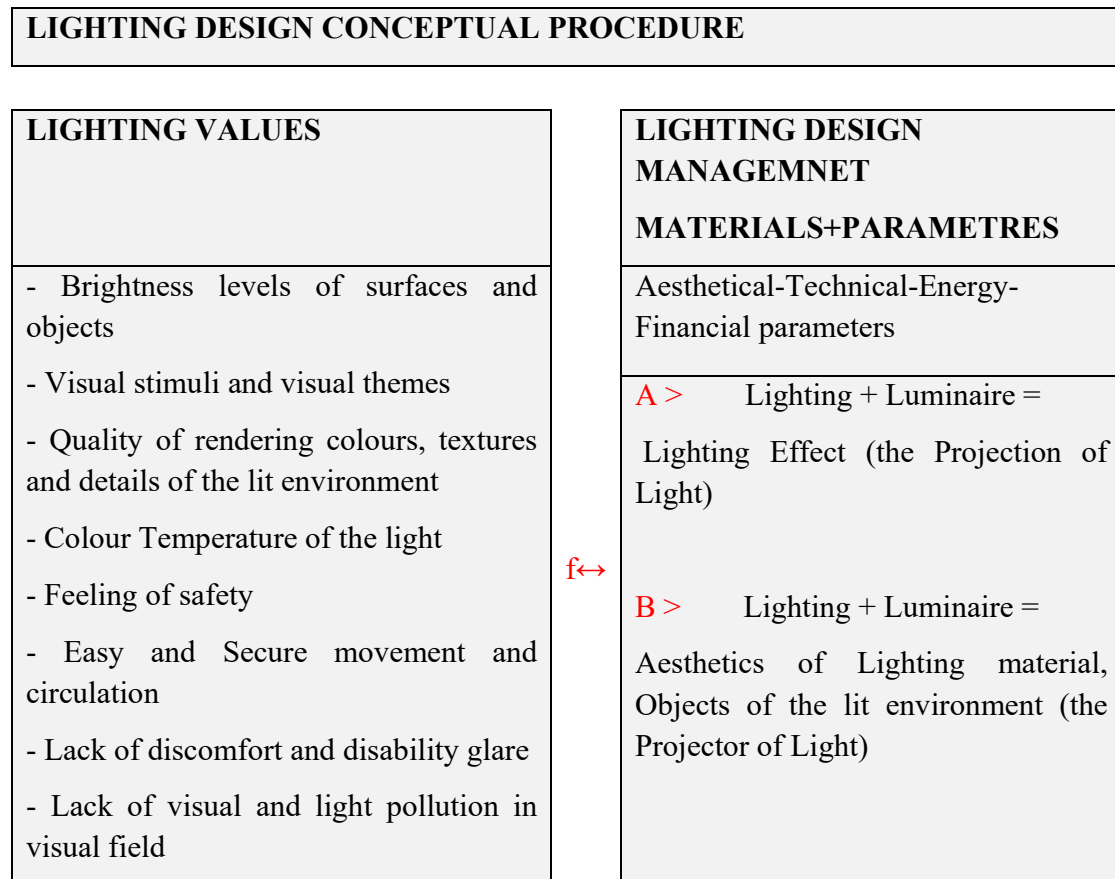 LIGHTING DESIGN CONCEPTUAL PROCEDURE
LIGHTING VALUES
- Brightness levels of surfaces and
objects
- Visual stimuli and visual themes
- Quality of rendering colours, textures
and details of the lit environment
- Colour Temperature of the light
- Feeling of safety
- Easy and Secure movement and
circulation
- Lack of discomfort and disability glare
- Lack of visual and light pollution in
visual field
f↔
LIGHTING DESIGN
MANAGEMNET
MATERIALS+PARAMETRES
Aesthetical-Technical-Energy-
Financial parameters
A > Lighting + Luminaire =
Lighting Effect (the Projection of
Light)
B > Lighting + Luminaire =
Aesthetics of Lighting material,
Objects of the lit environment (the
Projector of Light)